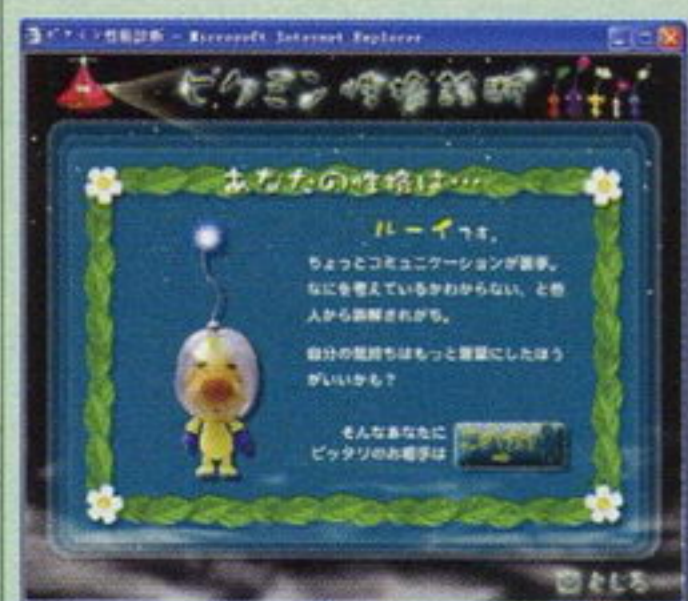 ピクミン性格診断 - Microsoft Internet Explorer
ピクミン 性格診断
あなたの性格は…
ルーイです。
ちょっとコミュニケーションが苦手。
なにを考えているかわからない、と他
人から誤解されがち。
自分の気持ちはもっと言葉にしたほう
がいいかも？
そんなあなたに
ピッタリのお相手は
とじる